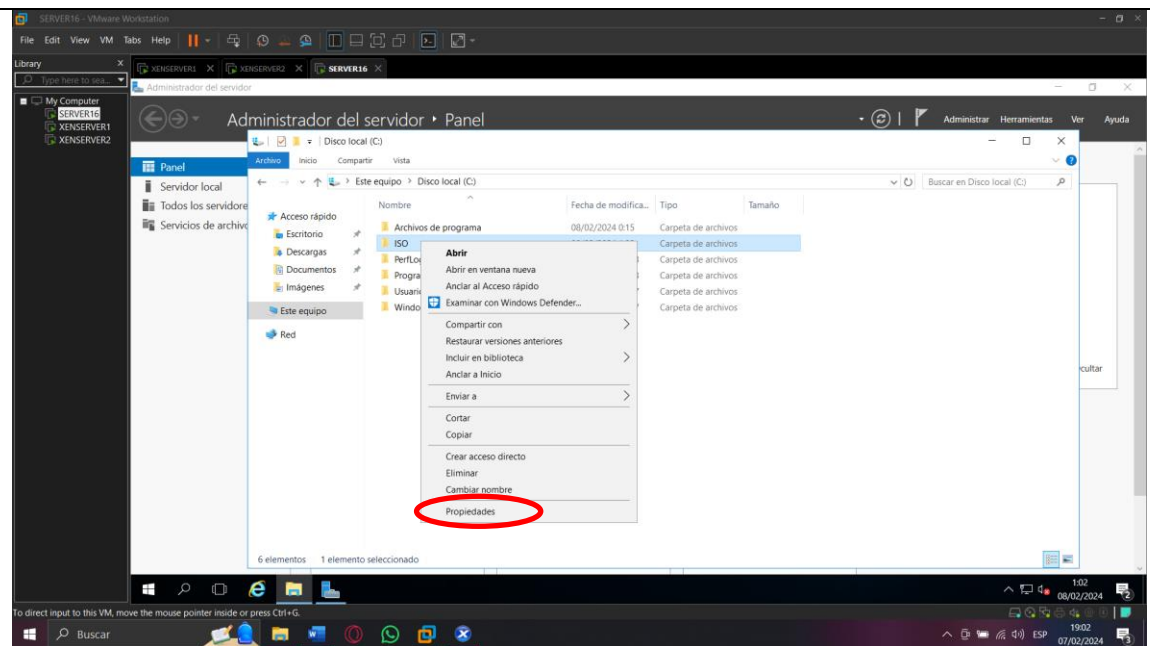 SERVER16 - VMware Workstation
File Edit View VM Tabs Help
Library X
Type here to sea...
XENSERVER1 X XENSERVER2 X SERVER16 X
My Computer
SERVER16
XENSERVER1
XENSERVER2
Administrador del servidor
Administrador del servidor Panel
Administrar Herramientas Ver Ayuda
Panel
Servidor local
Todos los servidore
Servicios de archivo
Disco local (C:)
Archivo Inicio Compartir Vista
Este equipo > Disco local (C:)
Buscar en Disco local (C:)
Nombre Fecha de modifica... Tipo Tamaño
Acceso rápido
Escritorio
Descargas
Documentos
Imágenes
Este equipo
Red
Archivos de programa 08/02/2024 0:15 Carpeta de archivos
ISO Carpeta de archivos
PerfLo Carpeta de archivos
Progra Carpeta de archivos
Usuari Carpeta de archivos
Windo Carpeta de archivos
Abrir
Abrir en ventana nueva
Anclar al Acceso rápido
Examinar con Windows Defender...
Compartir con
Restaurar versiones anteriores
Incluir en biblioteca
Anclar a Inicio
Enviar a
Cortar
Copiar
Crear acceso directo
Eliminar
Cambiar nombre
Propiedades
cultar
6 elementos 1 elemento seleccionado
1:02
08/02/2024
2
To direct input to this VM, move the mouse pointer inside or press Ctrl+G.
Buscar
ESP
19:02
07/02/2024
3